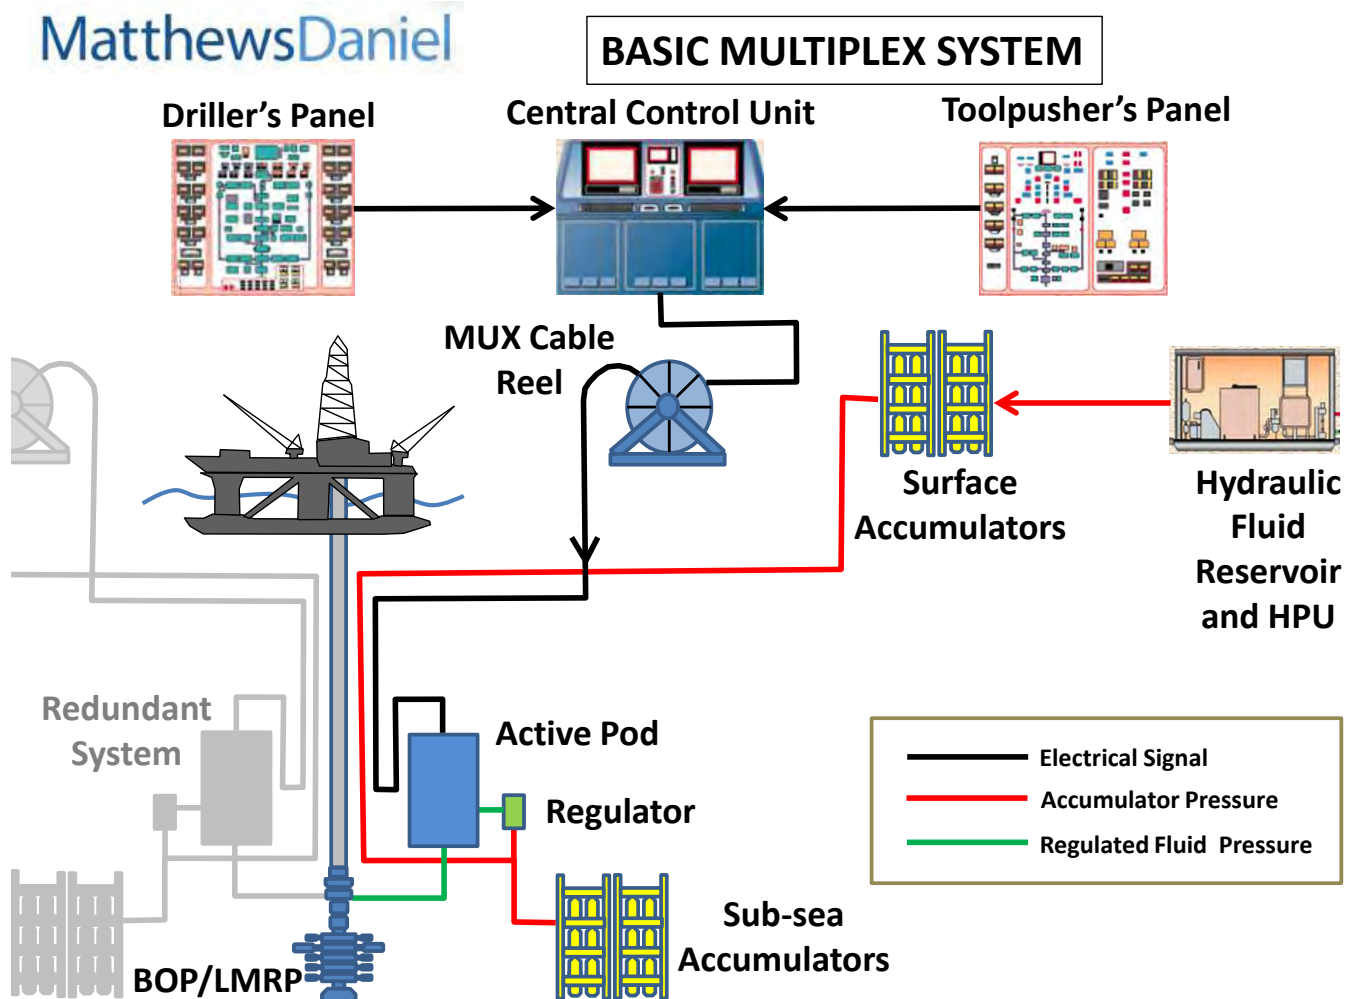 MatthewsDaniel
BASIC MULTIPLEX SYSTEM
Driller's Panel
Central Control Unit
Toolpusher's Panel
MUX Cable
Reel
Surface
Accumulators
Hydraulic
Fluid
Reservoir
and HPU
Redundant
System
Active Pod
Regulator
Electrical Signal
Accumulator Pressure
Regulated Fluid Pressure
Sub-sea
Accumulators
BOP/LMRP